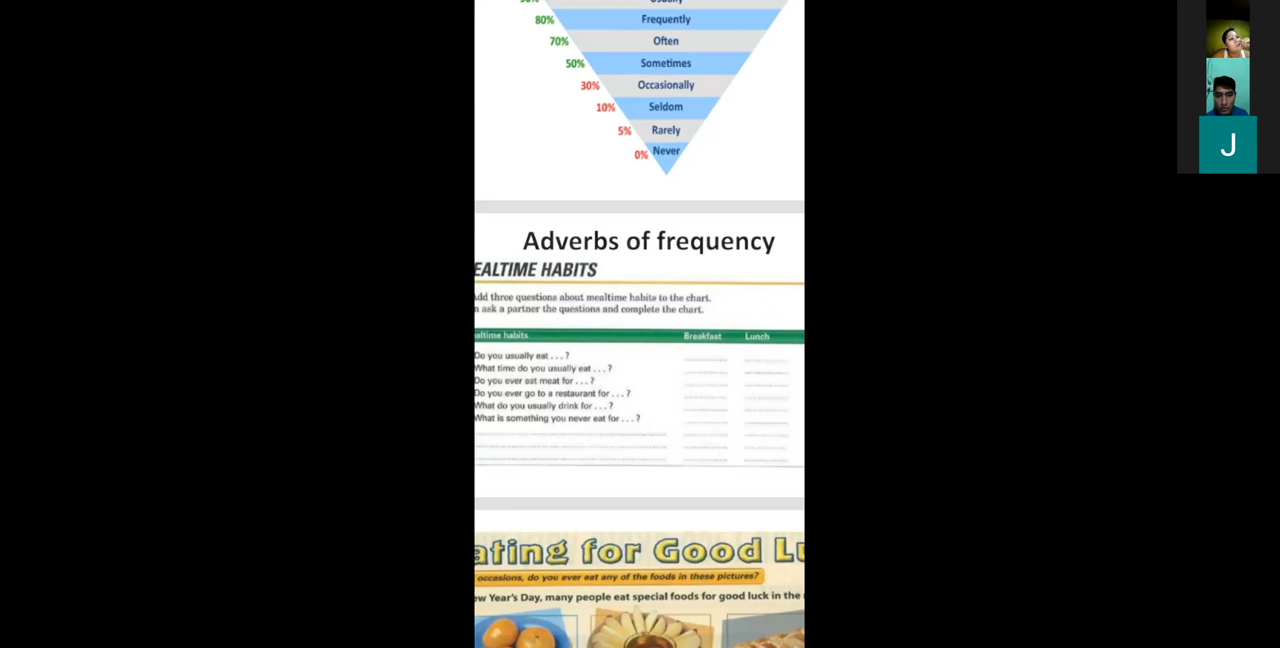 80% Frequently
70% Often
50% Sometimes
30% Occasionally
10% Seldom
5% Rarely
0% Never
J
Adverbs of frequency
EALTIME HABITS
dd three questions about mealtime habits to the chart.
n ask a partner the questions and complete the chart.
altime habits Breakfast Lunch
Do you usually eat . . . ?
What time do you usually eat . . . ?
Do you ever eat meat for . . . ?
Do you ever go to a restaurant for . . . ?
What do you usually drink for . . . ?
What is something you never eat for . . . ?
ating for Good Lu
occasions, do you ever eat any of the foods in these pictures?
ew Year's Day, many people eat special foods for good luck in the